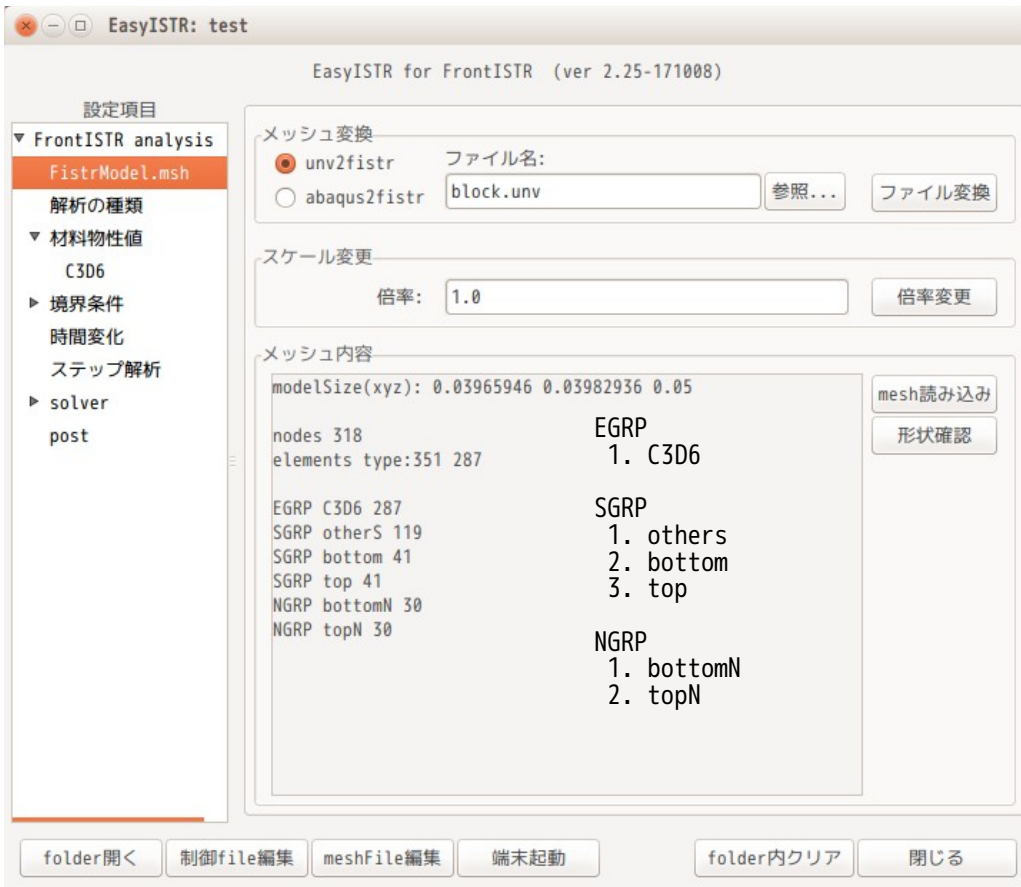 EasyISTR: test
EasyISTR for FrontISTR (ver 2.25-171008)
設定項目
FrontISTR analysis
FistrModel.msh
解析の種類
材料物性値
C3D6
境界条件
時間変化
ステップ解析
solver
post
メッシュ変換
unv2fistr
abaqus2fistr
ファイル名:
block.unv
参照...
ファイル変換
スケール変更
倍率:
1.0
倍率変更
メッシュ内容
modelSize(xyz): 0.03965946 0.03982936 0.05
nodes 318
elements type:351 287
EGRP C3D6 287
SGRP otherS 119
SGRP bottom 41
SGRP top 41
NGRP bottomN 30
NGRP topN 30
EGRP
1. C3D6
SGRP
1. others
2. bottom
3. top
NGRP
1. bottomN
2. topN
mesh読み込み
形状確認
folder開く
制御file編集
meshFile編集
端末起動
folder内クリア
閉じる